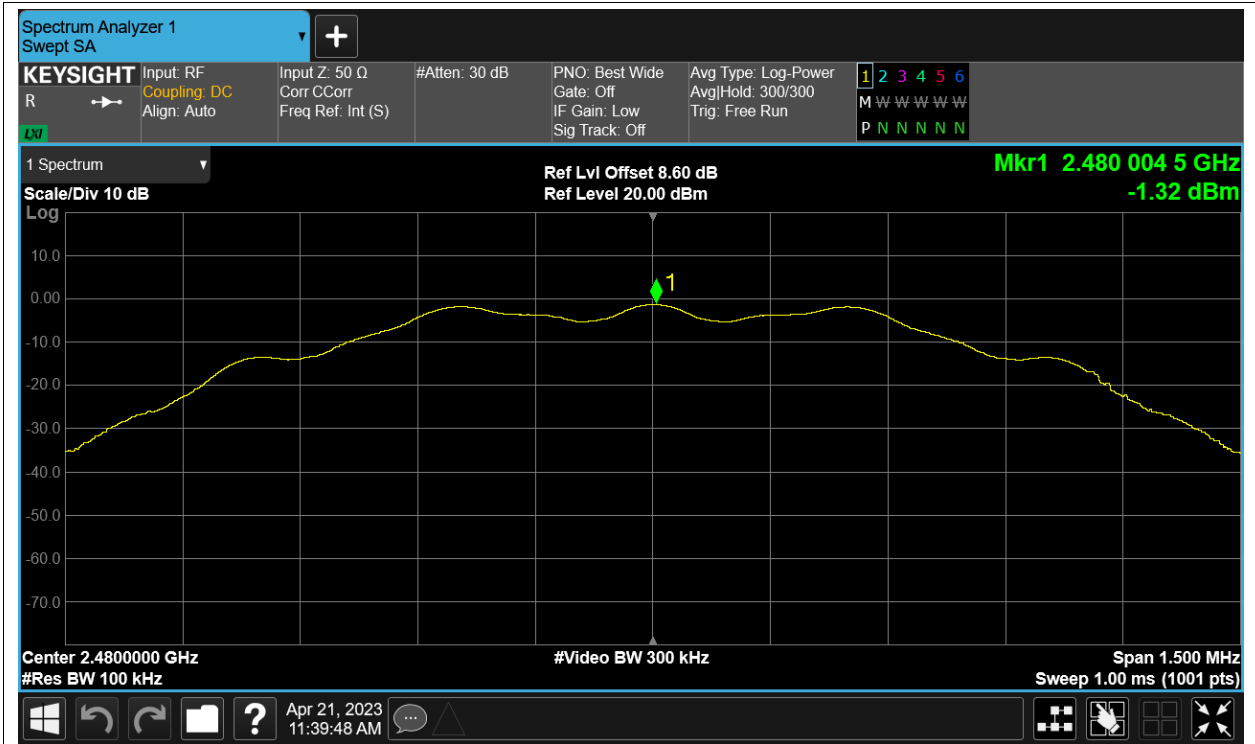 Spectrum Analyzer 1
Swept SA
+
KEYSIGHT
R
LXI
Input: RF
Coupling: DC
Align: Auto
Input Z: 50 Ω
Corr CCorr
Freq Ref: Int (S)
#Atten: 30 dB
PNO: Best Wide
Gate: Off
IF Gain: Low
Sig Track: Off
Avg Type: Log-Power
Avg|Hold: 300/300
Trig: Free Run
1 2 3 4 5 6
M W W W W W
P N N N N N
1 Spectrum
Scale/Div 10 dB
Log
Ref Lvl Offset 8.60 dB
Ref Level 20.00 dBm
Mkr1 2.480 004 5 GHz
-1.32 dBm
1
10.0
0.00
-10.0
-20.0
-30.0
-40.0
-50.0
-60.0
-70.0
Center 2.4800000 GHz
#Res BW 100 kHz
#Video BW 300 kHz
Span 1.500 MHz
Sweep 1.00 ms (1001 pts)
?
Apr 21, 2023
11:39:48 AM